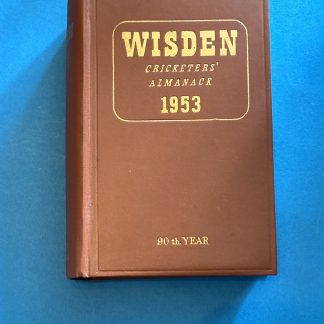 WISDEN
CRICKETERS'
ALMANACK
1953
90 th. YEAR